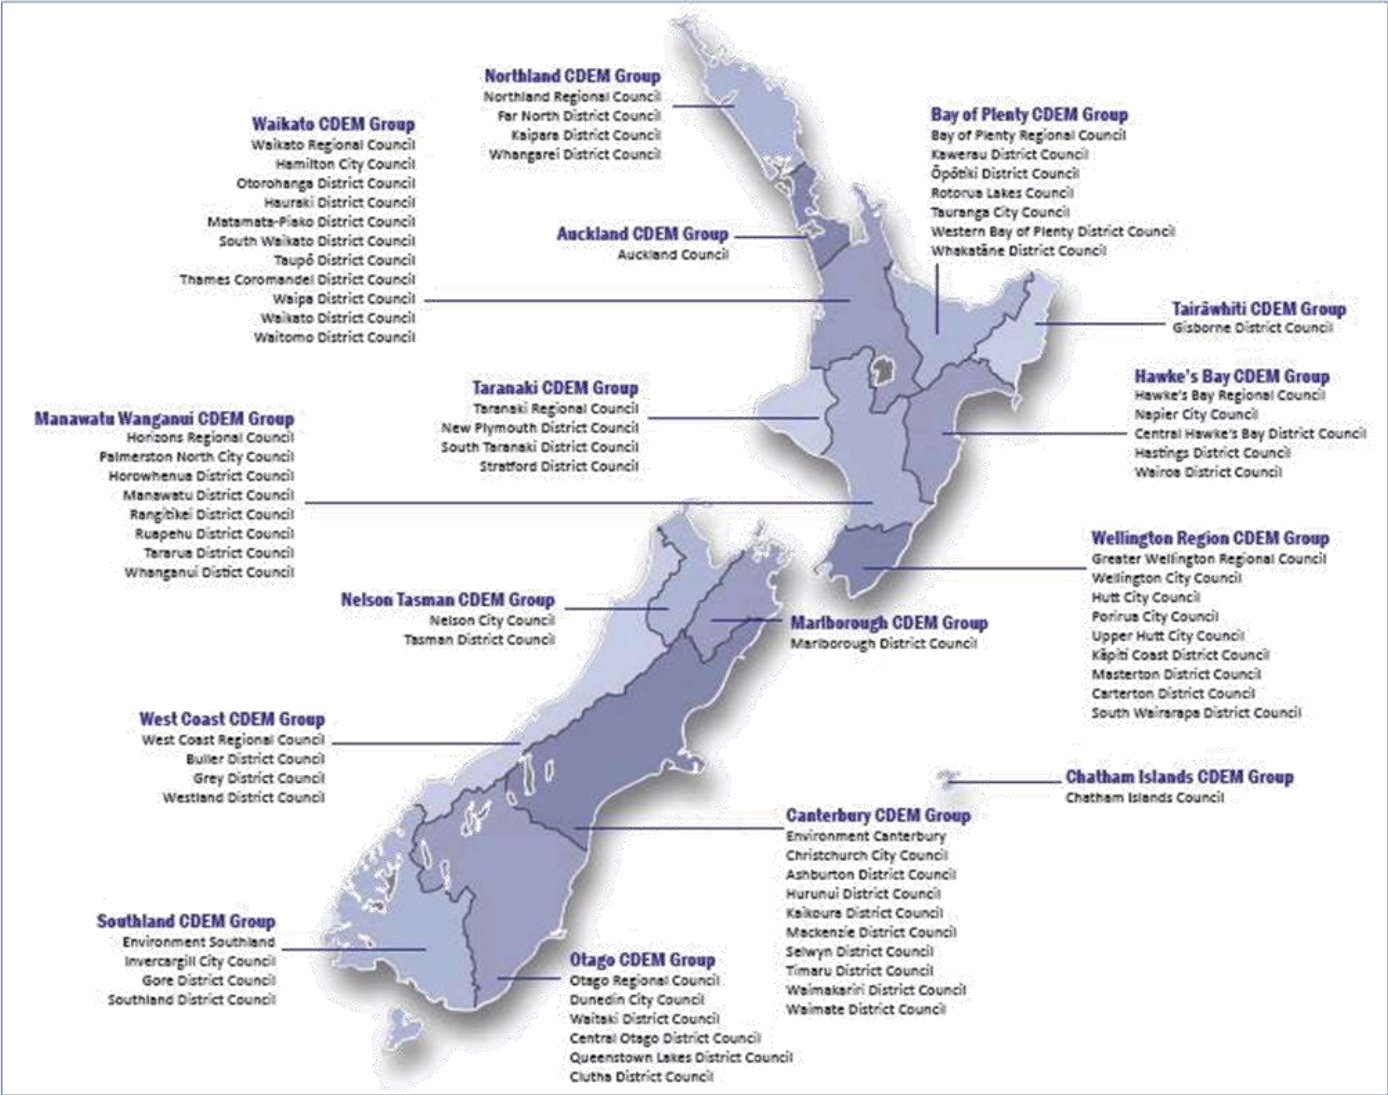 Northland CDEM Group
Northland Regional Council
Far North District Council
Kaipara District Council
Whangarei District Council
Waikato CDEM Group
Waikato Regional Council
Hamilton City Council
Otorohanga District Council
Hauraki District Council
Matamata-Piako District Council
South Waikato District Council
Taupō District Council
Thames Coromandel District Council
Waipa District Council
Waikato District Council
Waitomo District Council
Auckland CDEM Group
Auckland Council
Bay of Plenty CDEM Group
Bay of Plenty Regional Council
Kawerau District Council
Ōpōtiki District Council
Rotorua Lakes Council
Tauranga City Council
Western Bay of Plenty District Council
Whakatāne District Council
Tairāwhiti CDEM Group
Gisborne District Council
Hawke's Bay CDEM Group
Hawke's Bay Regional Council
Napier City Council
Central Hawke's Bay District Council
Hastings District Council
Wairoa District Council
Taranaki CDEM Group
Taranaki Regional Council
New Plymouth District Council
South Taranaki District Council
Stratford District Council
Manawatu Wanganui CDEM Group
Horizons Regional Council
Palmerston North City Council
Horowhenua District Council
Manawatu District Council
Rangitikei District Council
Ruapehu District Council
Tararua District Council
Whanganui Distict Council
Wellington Region CDEM Group
Greater Wellington Regional Council
Wellington City Council
Hutt City Council
Porirua City Council
Upper Hutt City Council
Kāpiti Coast District Council
Masterton District Council
Carterton District Council
South Wairarapa District Council
Nelson Tasman CDEM Group
Nelson City Council
Tasman District Council
Marlborough CDEM Group
Marlborough District Council
West Coast CDEM Group
West Coast Regional Council
Buller District Council
Grey District Council
Westland District Council
Chatham Islands CDEM Group
Chatham Islands Council
Canterbury CDEM Group
Environment Canterbury
Christchurch City Council
Ashburton District Council
Hurunui District Council
Kaikoura District Council
Mackenzie District Council
Selwyn District Council
Timaru District Council
Waimakariri District Council
Waimate District Council
Southland CDEM Group
Environment Southland
Invercargill City Council
Gore District Council
Southland District Council
Otago CDEM Group
Otago Regional Council
Dunedin City Council
Waitaki District Council
Central Otago District Council
Queenstown Lakes District Council
Clutha District Council